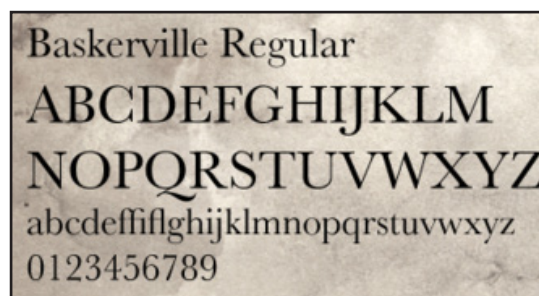 Baskerville Regular
ABCDEFGHIJKLM
NOPQRSTUVWXYZ
abcdeffiflghijklmnopqrstuvwxyz
0123456789